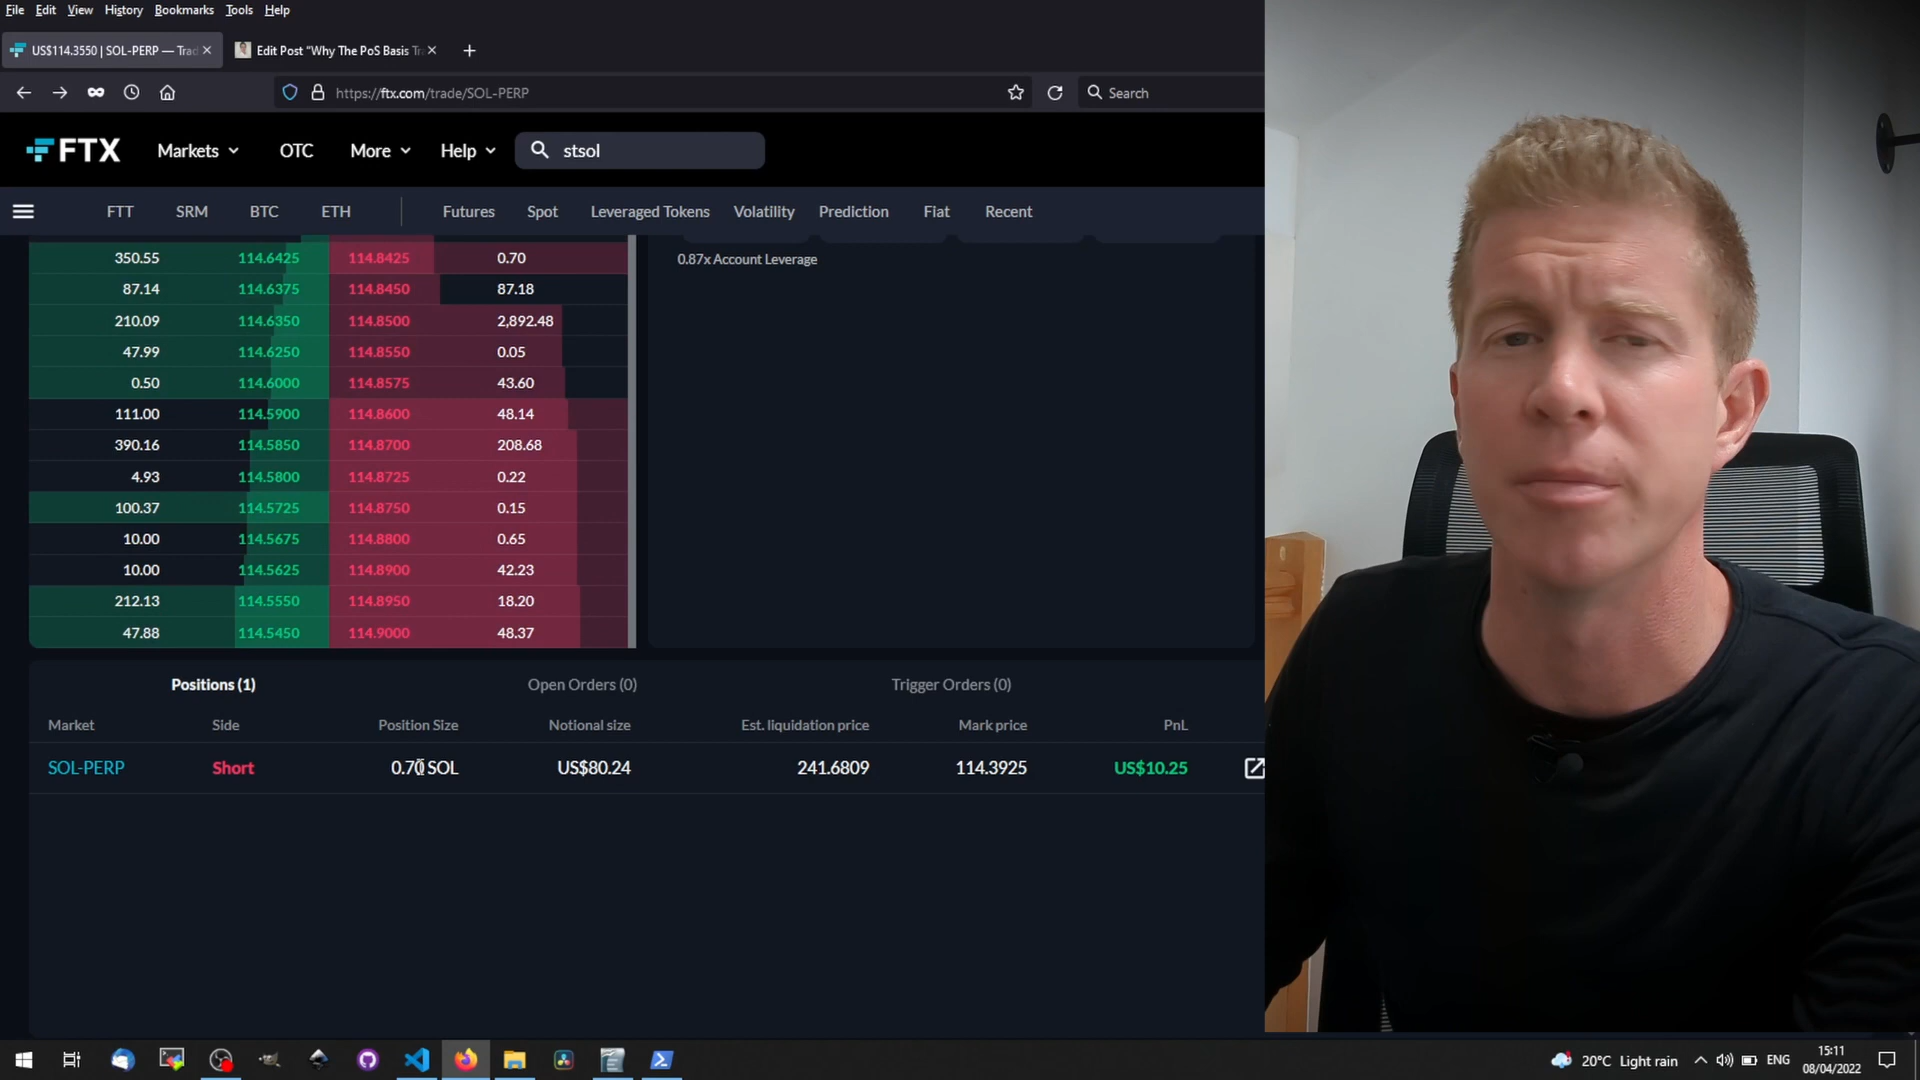 File Edit View History Bookmarks Tools Help
US$114.3550 | SOL-PERP — Trad
Edit Post "Why The PoS Basis Tr
https://ftx.com/trade/SOL-PERP
Search
FTX Markets OTC More Help stsol
FTT SRM BTC ETH Futures Spot Leveraged Tokens Volatility Prediction Fiat Recent
0.87x Account Leverage
350.55 114.6425 114.8425 0.70
87.14 114.6375 114.8450 87.18
210.09 114.6350 114.8500 2,892.48
47.99 114.6250 114.8550 0.05
0.50 114.6000 114.8575 43.60
111.00 114.5900 114.8600 48.14
390.16 114.5850 114.8700 208.68
4.93 114.5800 114.8725 0.22
100.37 114.5725 114.8750 0.15
10.00 114.5675 114.8800 0.65
10.00 114.5625 114.8900 42.23
212.13 114.5550 114.8950 18.20
47.88 114.5450 114.9000 48.37
Positions (1) Open Orders (0) Trigger Orders (0)
Market Side Position Size Notional size Est. liquidation price Mark price PnL
SOL-PERP Short 0.70 SOL US$80.24 241.6809 114.3925 US$10.25
20°C Light rain ENG 15:11
08/04/2022